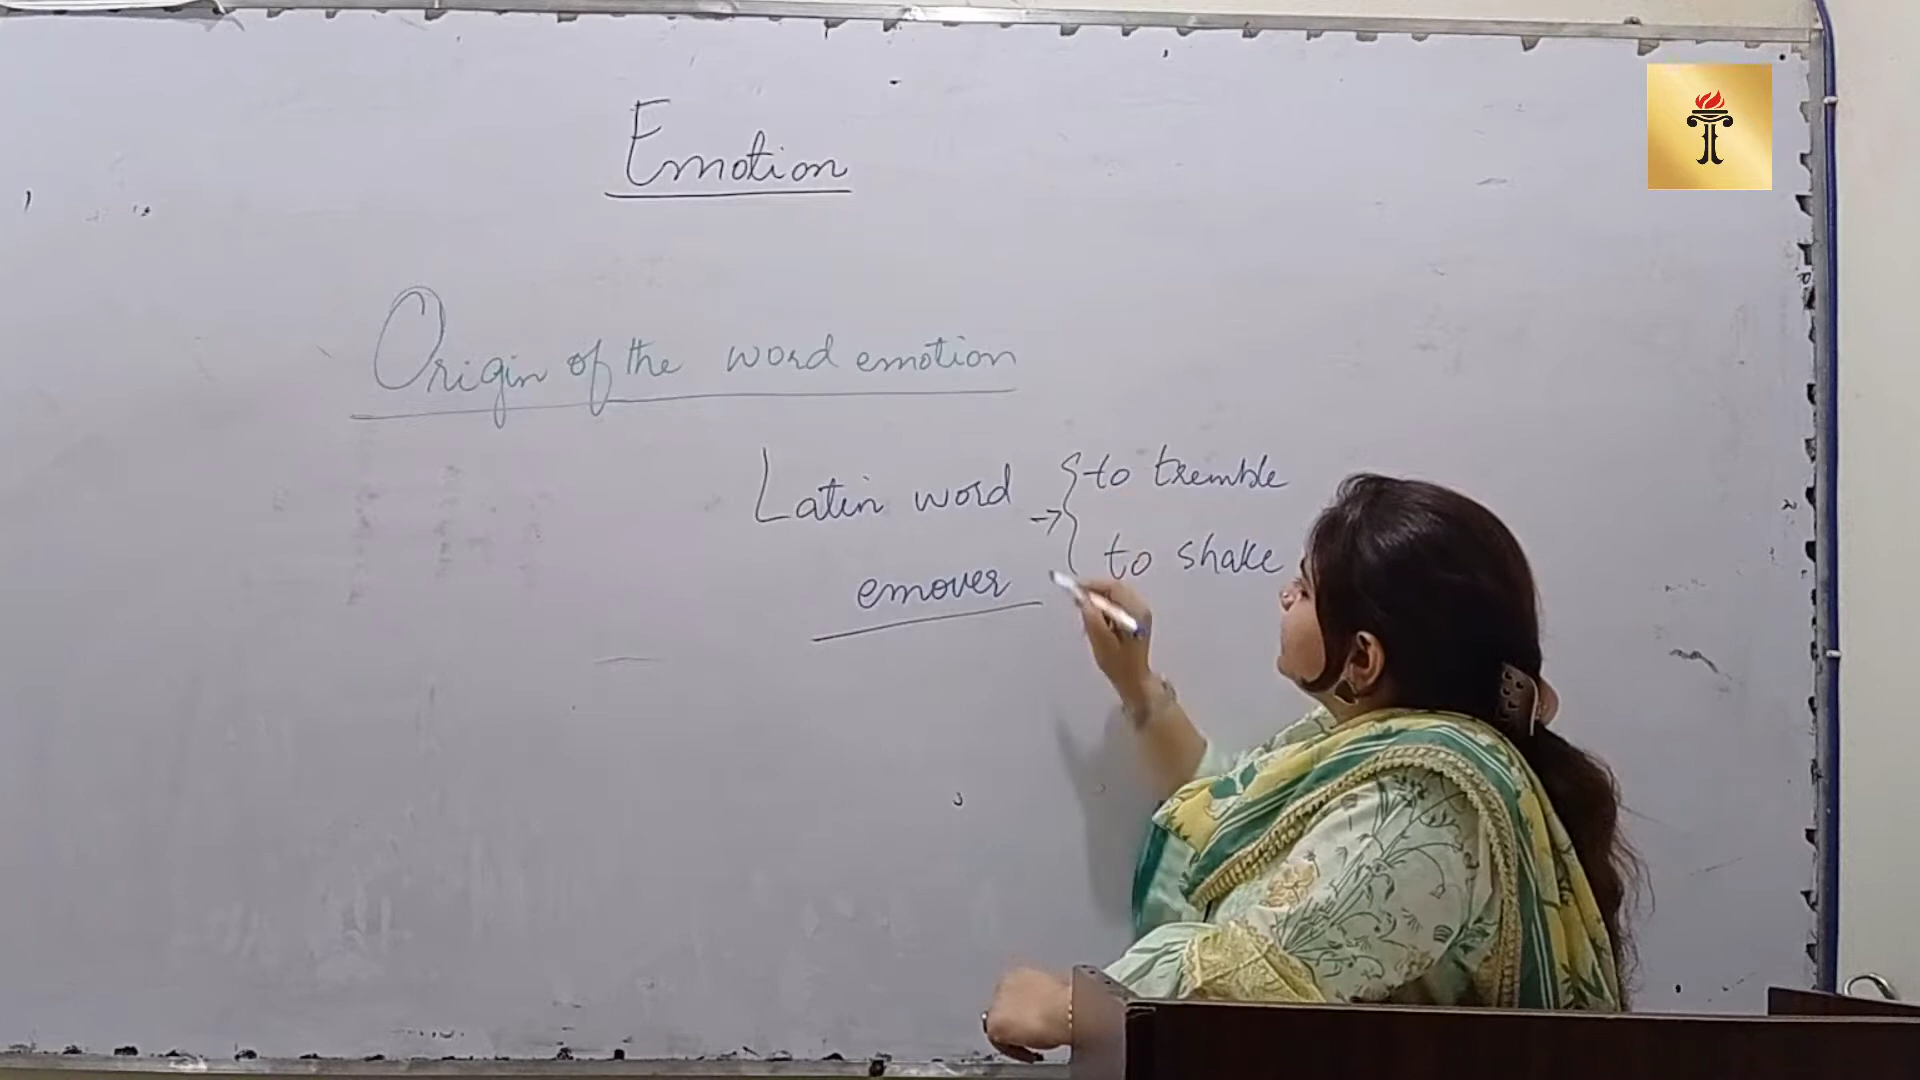 Emotion
Origin of the word emotion
Latin word → { to tremble
to shake
emover